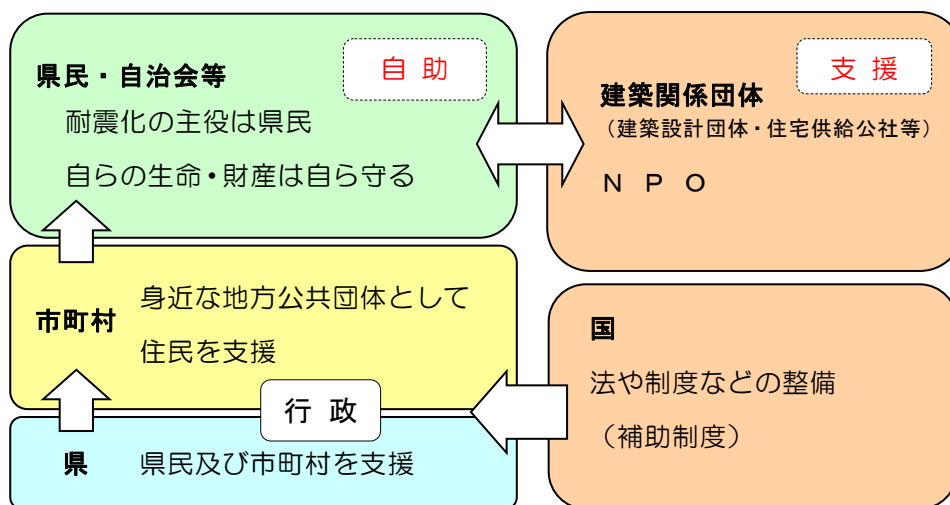 県民・自治会等
自 助
耐震化の主役は県民
自らの生命・財産は自ら守る
支 援
建築関係団体
（建築設計団体・住宅供給公社等）
Ｎ Ｐ Ｏ
市町村
身近な地方公共団体として
住民を支援
行 政
県
県民及び市町村を支援
国
法や制度などの整備
（補助制度）